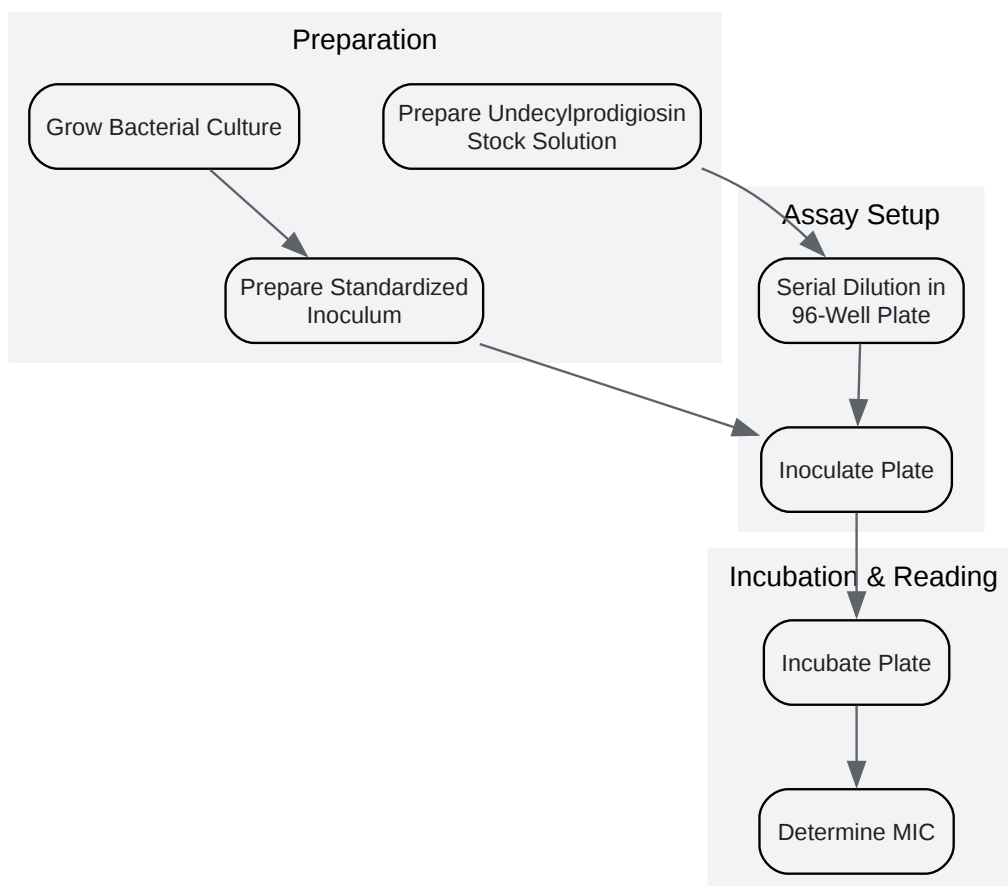 Preparation
Grow Bacterial Culture
Prepare Undecylprodigiosin
Stock Solution
Prepare Standardized
Inoculum
Assay Setup
Serial Dilution in
96-Well Plate
Inoculate Plate
Incubation & Reading
Incubate Plate
Determine MIC